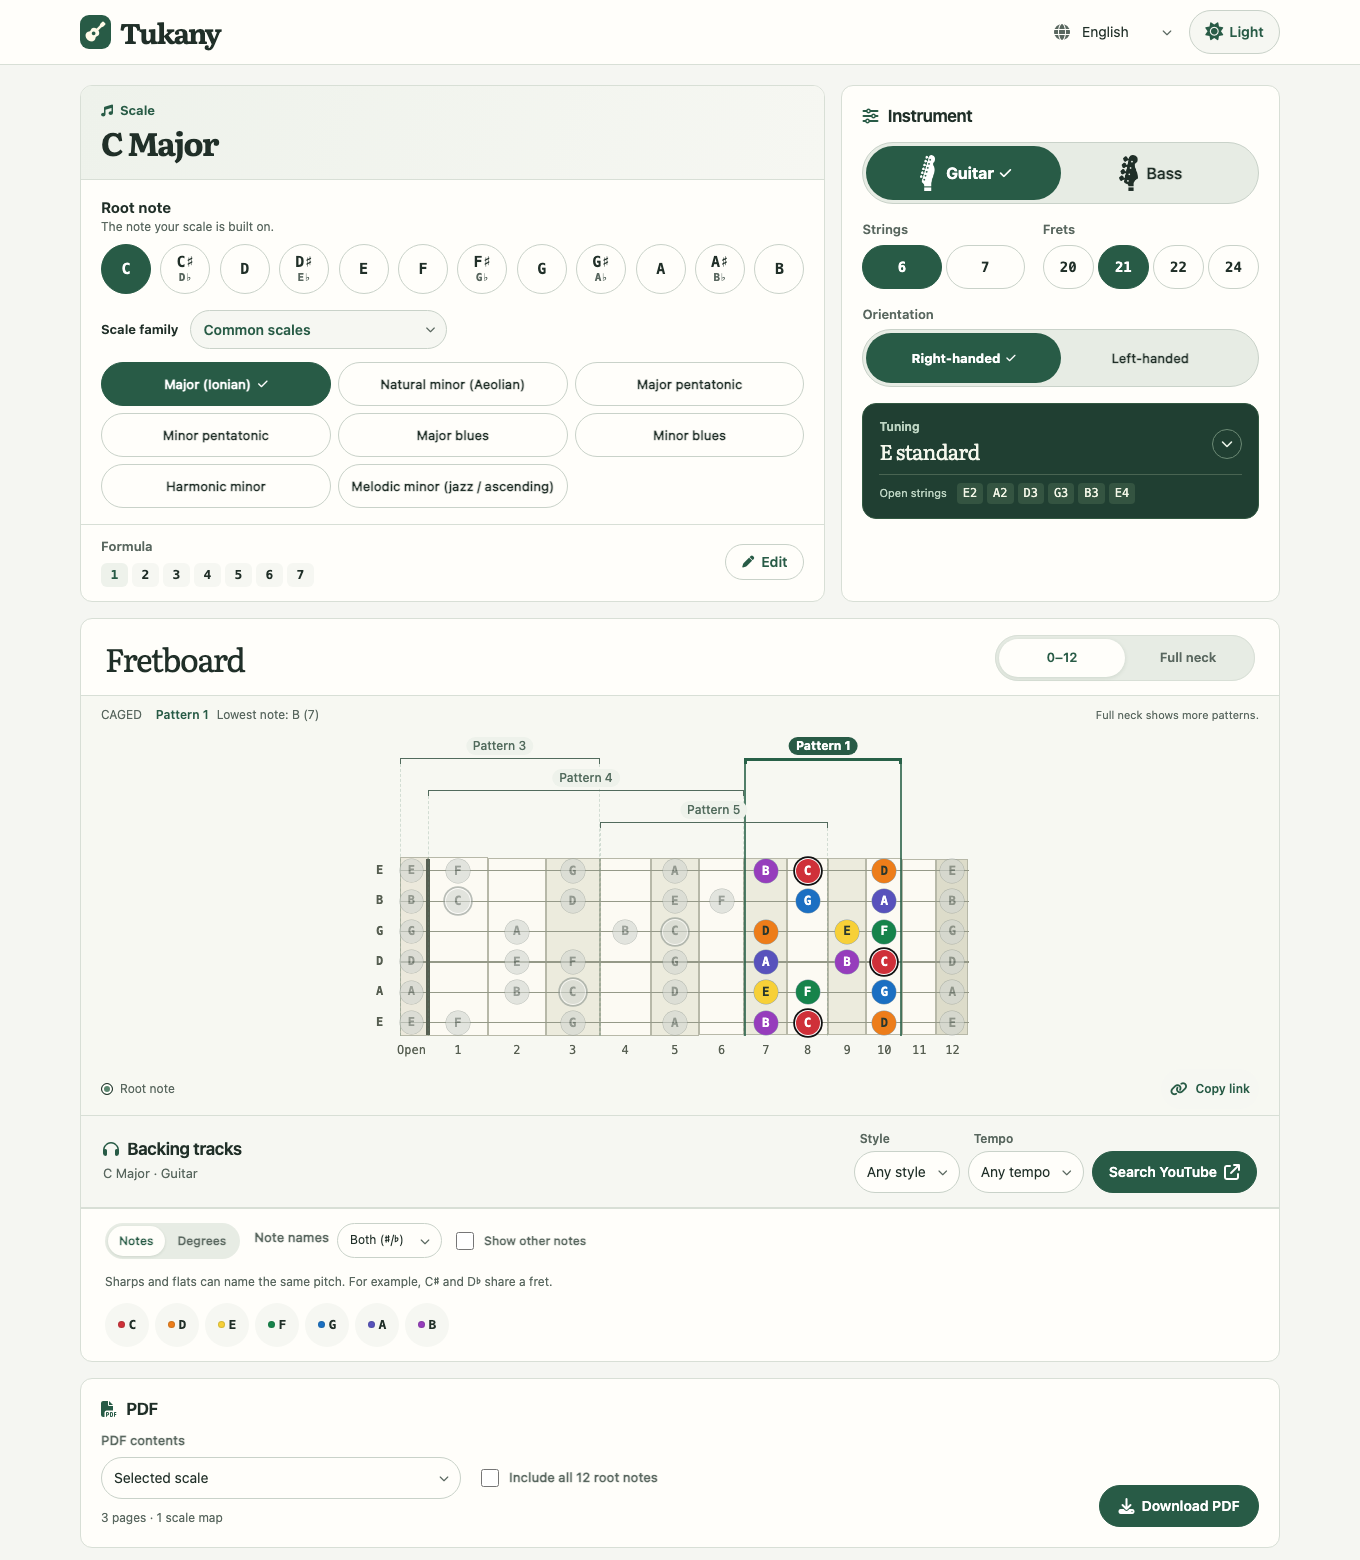 Tukany
English
Light
Scale
C Major
Root note
The note your scale is built on.
C C♯ D♭ D D♯ E♭ E F F♯ G♭ G G♯ A♭ A A♯ B♭ B
Scale family Common scales
Major (Ionian) Natural minor (Aeolian) Major pentatonic
Minor pentatonic Major blues Minor blues
Harmonic minor Melodic minor (jazz / ascending)
Formula
1 2 3 4 5 6 7
Edit
Instrument
Guitar Bass
Strings Frets
6 7 20 21 22 24
Orientation
Right-handed Left-handed
Tuning
E standard
Open strings E2 A2 D3 G3 B3 E4
Fretboard
0–12 Full neck
CAGED Pattern 1 Lowest note: B (7)
Full neck shows more patterns.
Pattern 3 Pattern 1
Pattern 4
Pattern 5
E E F G A B C D E
B B C D E F G A B
G G A B C D E F G
D D E F G A B C D
A A B C D E F G A
E E F G A B C D E
Open 1 2 3 4 5 6 7 8 9 10 11 12
Root note
Copy link
Backing tracks
C Major · Guitar
Style Tempo
Any style Any tempo Search YouTube
Notes Degrees Note names Both (♯/♭) Show other notes
Sharps and flats can name the same pitch. For example, C♯ and D♭ share a fret.
C D E F G A B
PDF
PDF contents
Selected scale Include all 12 root notes
3 pages · 1 scale map
Download PDF